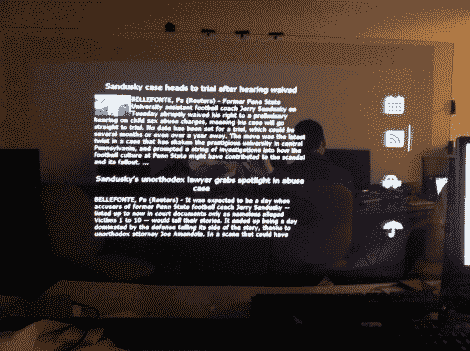 Sandusky case heads to trial after hearing waived
BELLEFONTE, Pa (Reuters) - Former Penn State
University assistant football coach Jerry Sandusky on
Tuesday abruptly waived his right to a preliminary
hearing on child sex abuse charges, meaning his case will go
straight to trial. No date has been set for a trial, which could be
several months or even over a year away. The move was the latest
twist in a case that has shaken the prestigious university in central
Pennsylvania, and prompted a string of investigations into how the
football culture at Penn State might have contributed to the scandal
and its fallout. ...
Sandusky's unorthodox lawyer grabs spotlight in abuse
case
BELLEFONTE, Pa (Reuters) - It was expected to be a day when
accusers of former Penn State football coach Jerry Sandusky --
listed up to now in court documents only as nameless alleged
Victims 1 to 10 -- would tell their stories. It ended up being a day
dominated by the defense telling its side of the story, thanks to
unorthodox attorney Joe Amendola. In a scene that could have